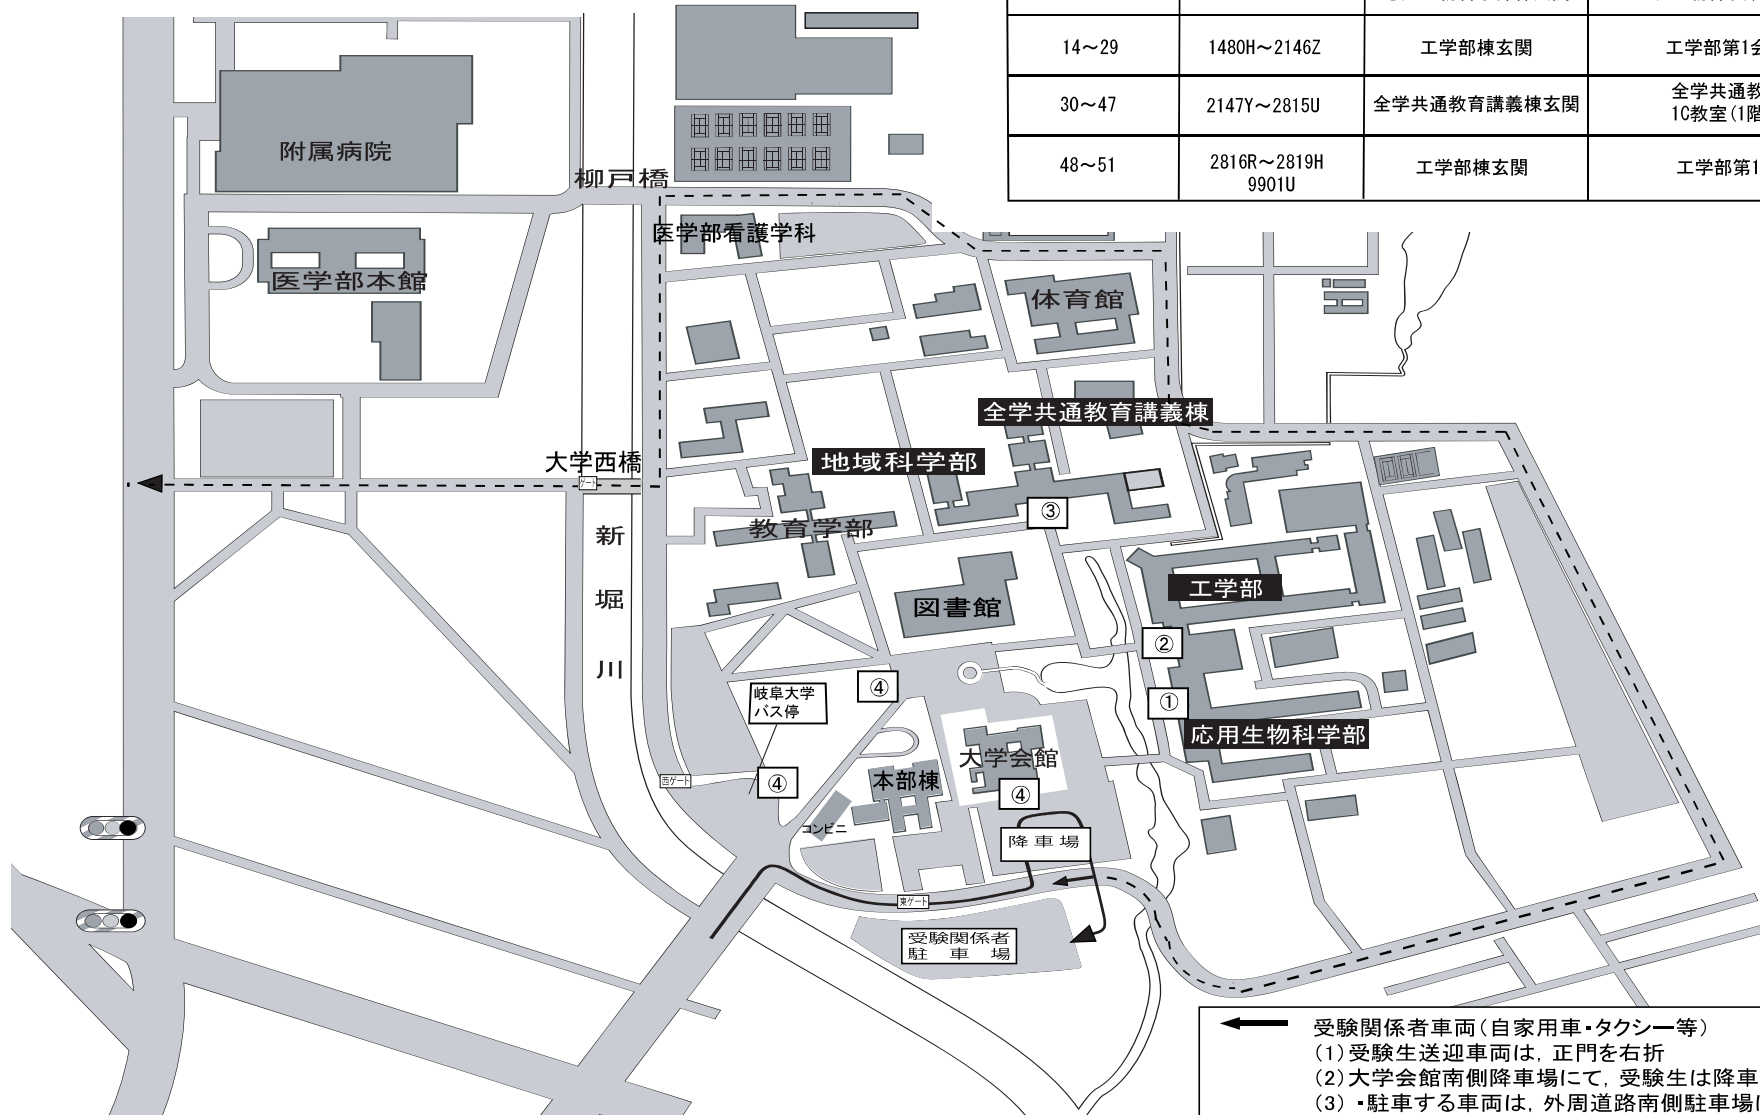 14～29
1480H～2146Z
工学部棟玄関
工学部第1会
30～47
2147Y～2815U
全学共通教育講義棟玄関
全学共通教
1C教室(1階
48～51
2816R～2819H
9901U
工学部棟玄関
工学部第1
附属病院
柳戸橋
医学部看護学科
医学部本館
体育館
全学共通教育講義棟
大学西橋
地域科学部
ゲート
③
教育学部
新堀川
工学部
図書館
②
④
岐阜大学
バス停
①
応用生物科学部
大学会館
西ゲート
④
本部棟
④
コンビニ
降車場
東ゲート
受験関係者
駐車場
受験関係者車両(自家用車・タクシー等)
(1)受験生送迎車両は，正門を右折
(2)大学会館南側降車場にて，受験生は降車
(3)・駐車する車両は，外周道路南側駐車場